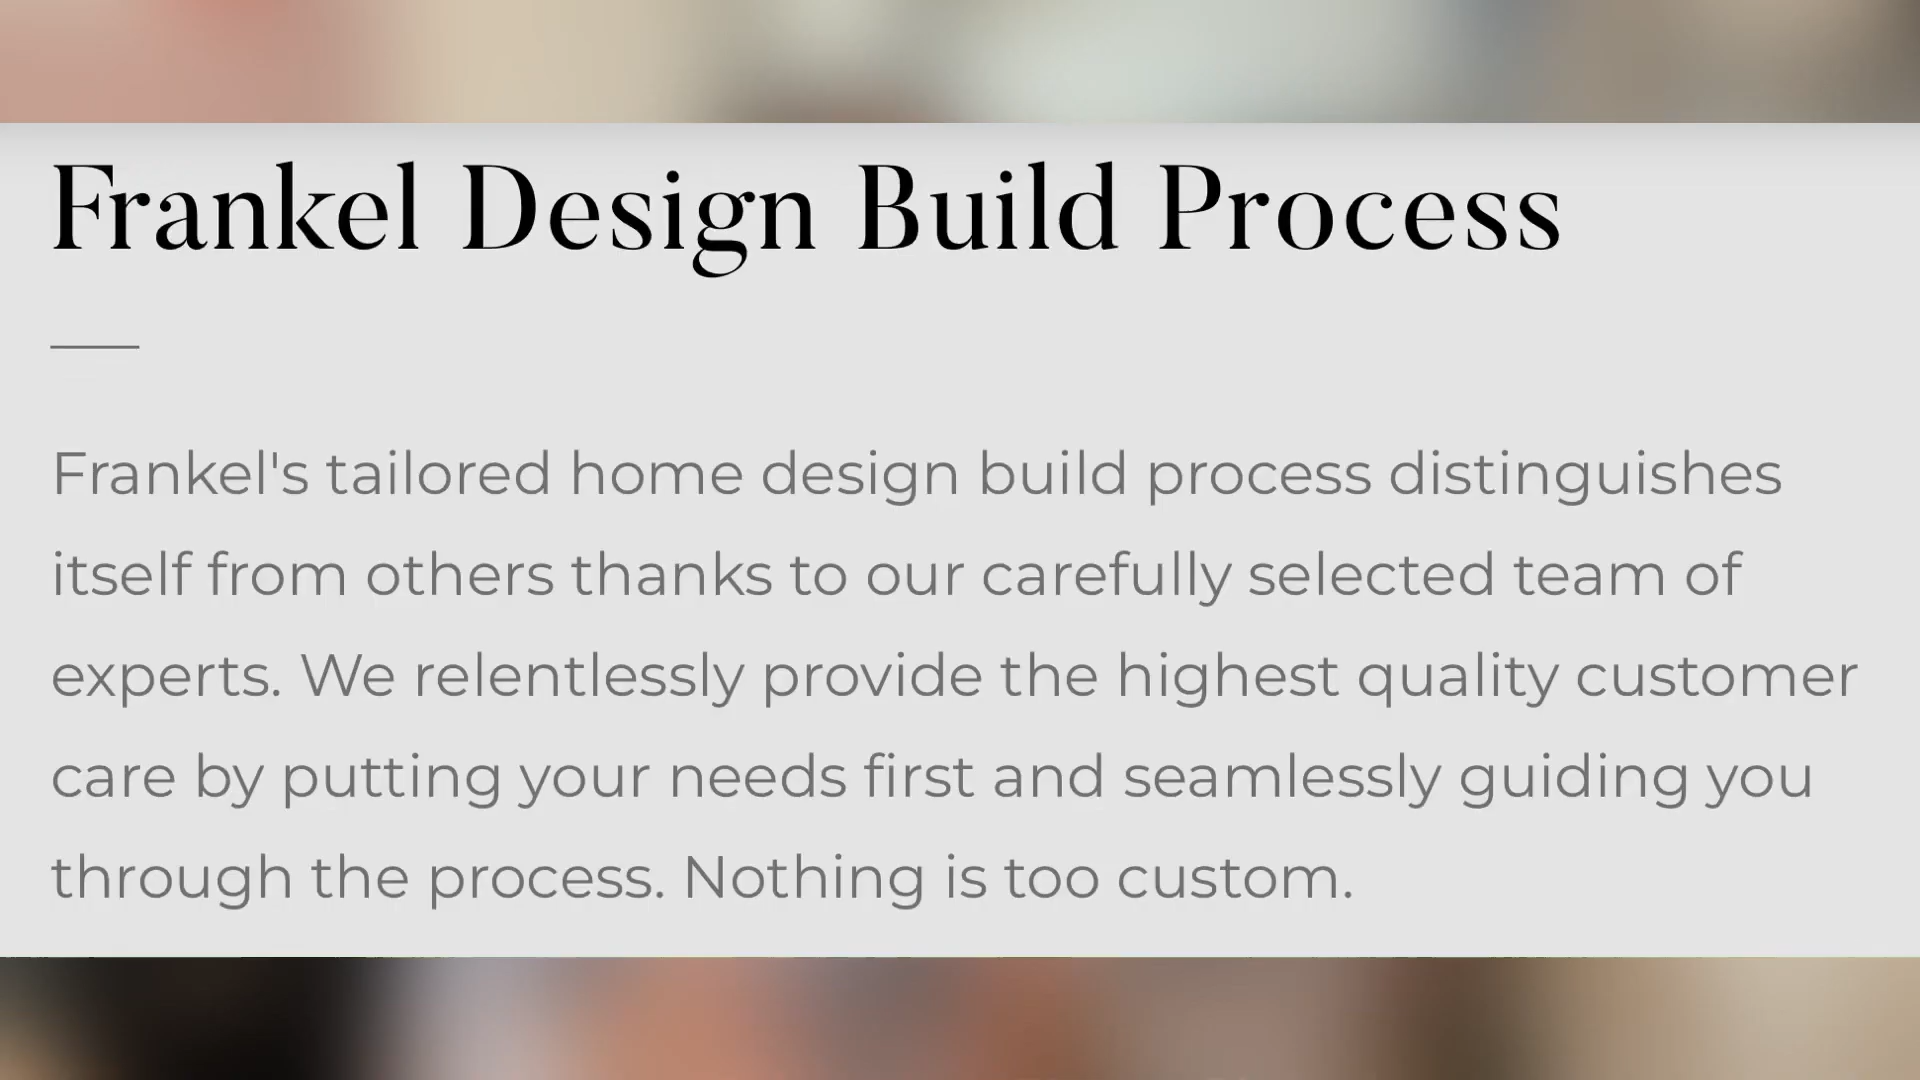 Frankel Design Build Process
Frankel's tailored home design build process distinguishes
itself from others thanks to our carefully selected team of
experts. We relentlessly provide the highest quality customer
care by putting your needs first and seamlessly guiding you
through the process. Nothing is too custom.